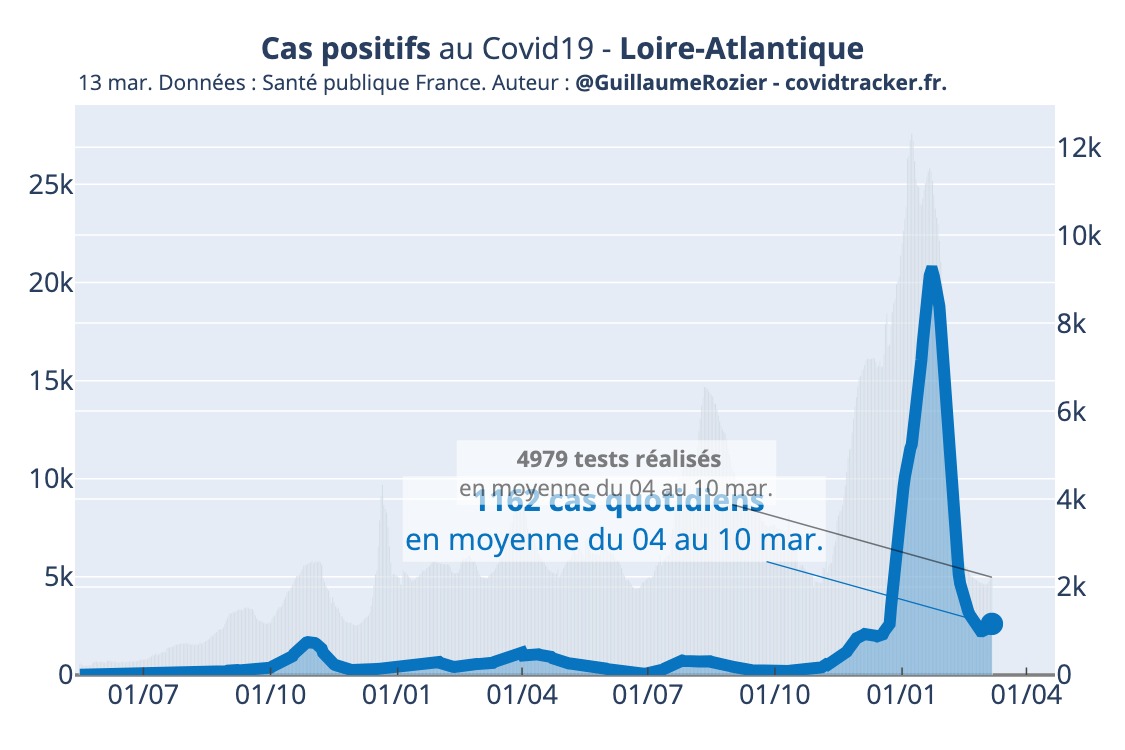 Cas positifs au Covid19 - Loire-Atlantique
13 mar. Données : Santé publique France. Auteur : @GuillaumeRozier - covidtracker.fr.
12k
25k
10k
20k
8k
15k
6k
4979 tests réalisés
10k
en moyenne du 04 au 10 mar.
1162 cas quotidiens
4k
en moyenne du 04 au 10 mar.
5k
2k
0
0
01/07 01/10 01/01 01/04 01/07 01/10 01/01 01/04